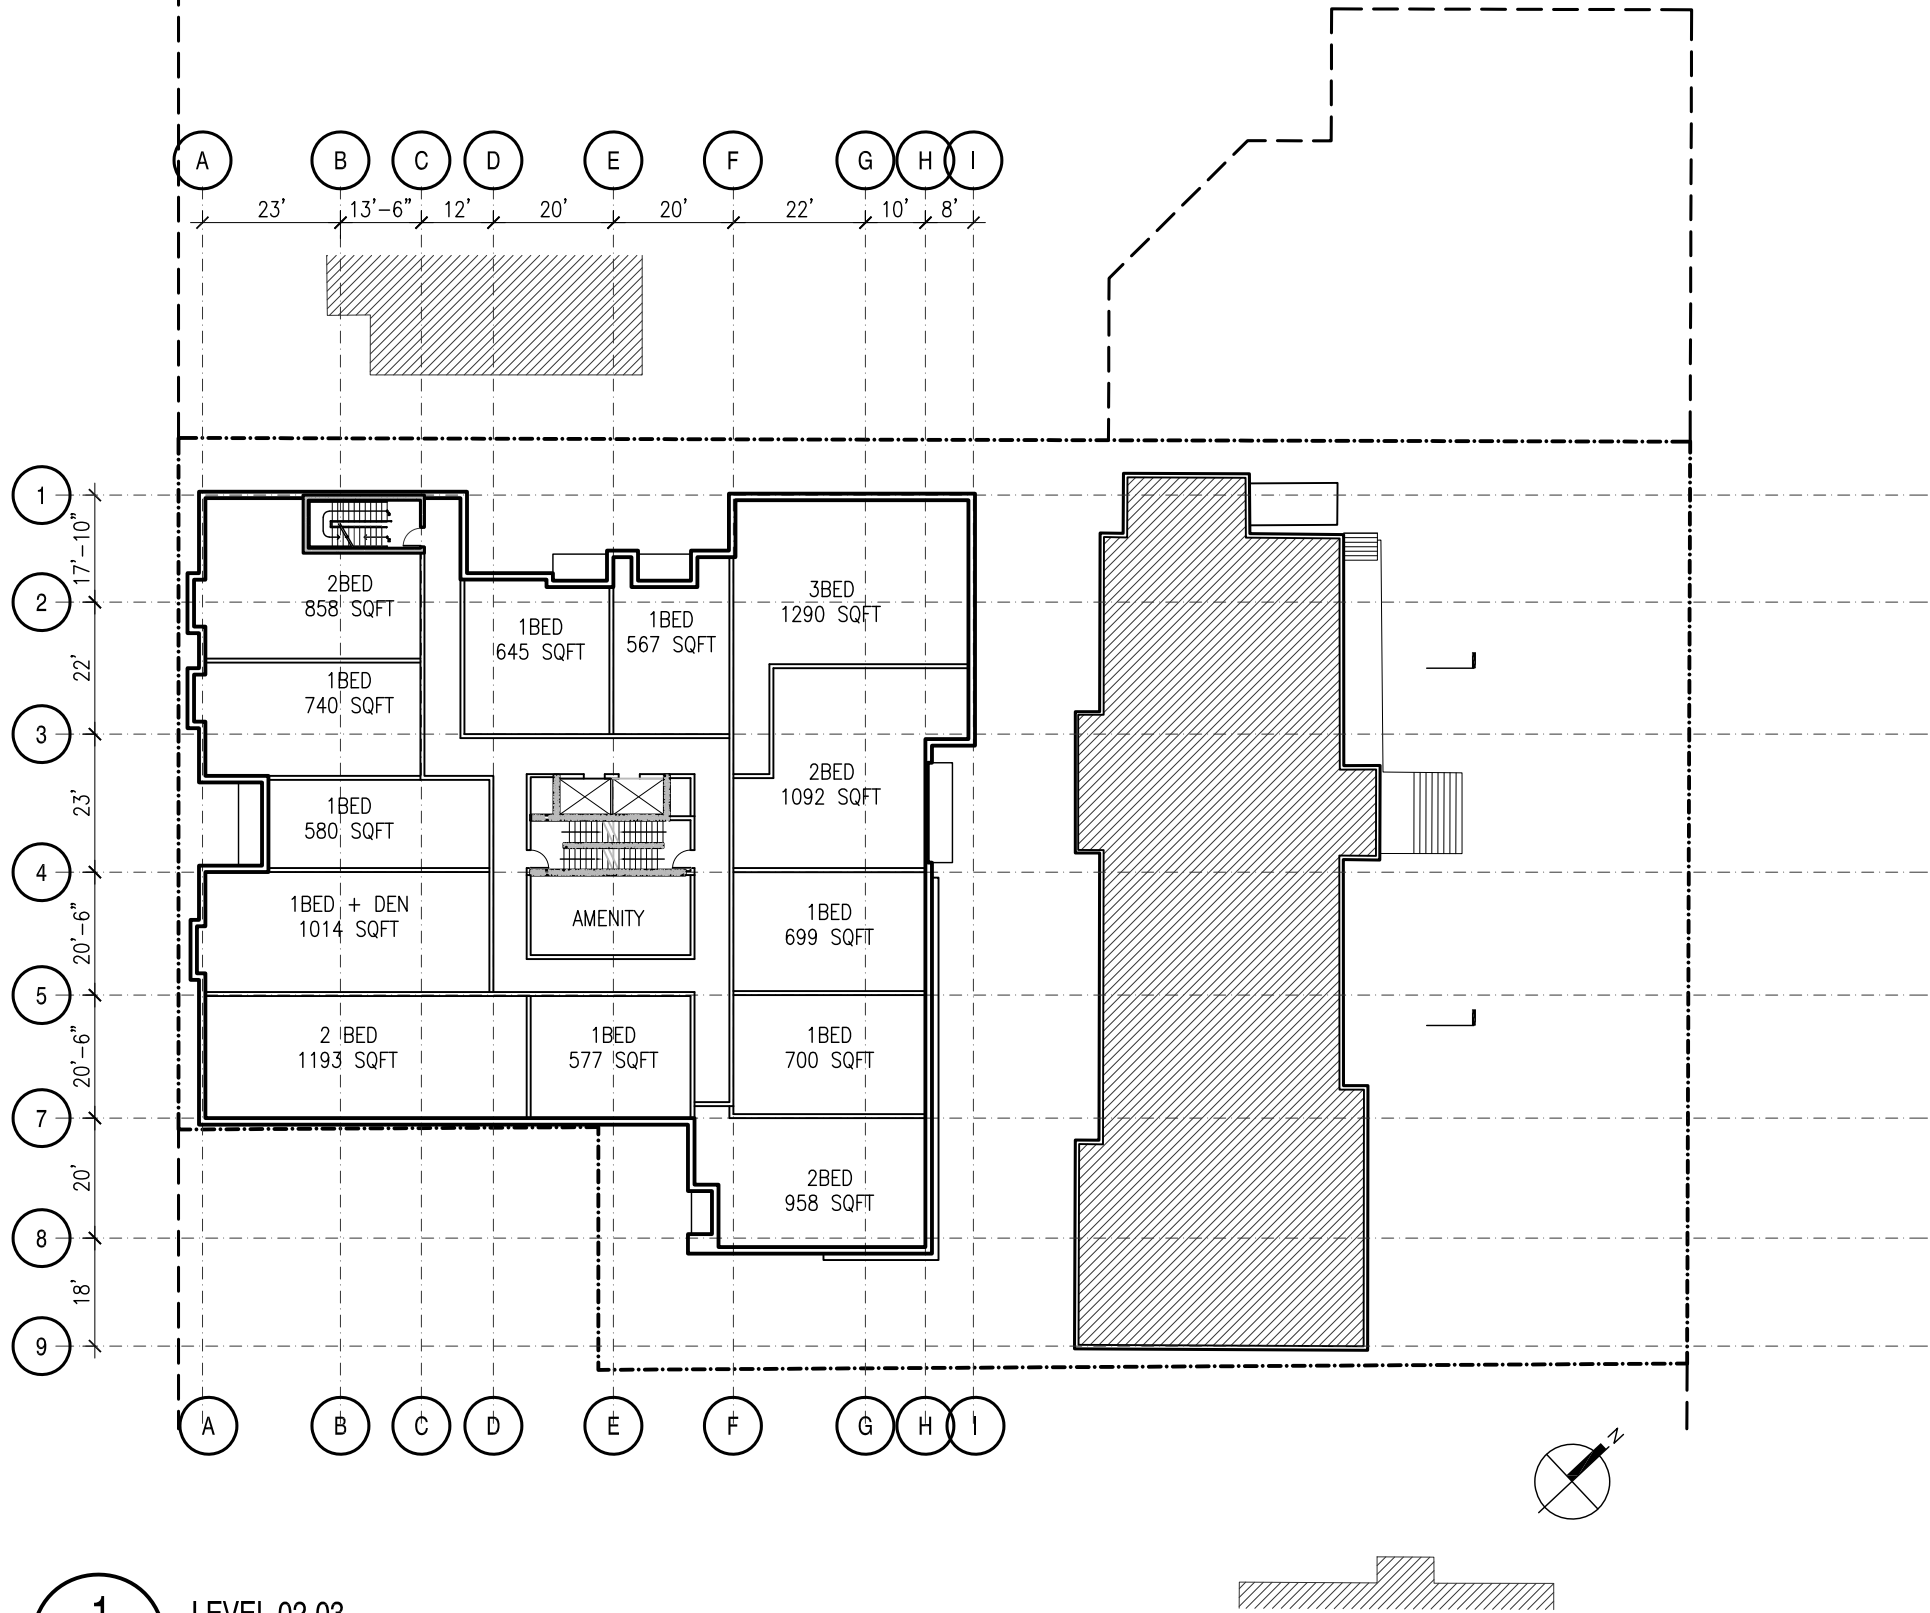 A B C D E F G H I
23' 13'-6" 12' 20' 20' 22' 10' 8'
1
17'-10"
2
22'
3
23'
4
20'-6"
5
20'-6"
7
20'
8
18'
9
2BED
858 SQFT
1BED
740 SQFT
1BED
645 SQFT
1BED
567 SQFT
3BED
1290 SQFT
2BED
1092 SQFT
1BED
580 SQFT
1BED + DEN
1014 SQFT
AMENITY
1BED
699 SQFT
2 BED
1193 SQFT
1BED
577 SQFT
1BED
700 SQFT
2BED
958 SQFT
A B C D E F G H I
N
1
LEVEL 02,03